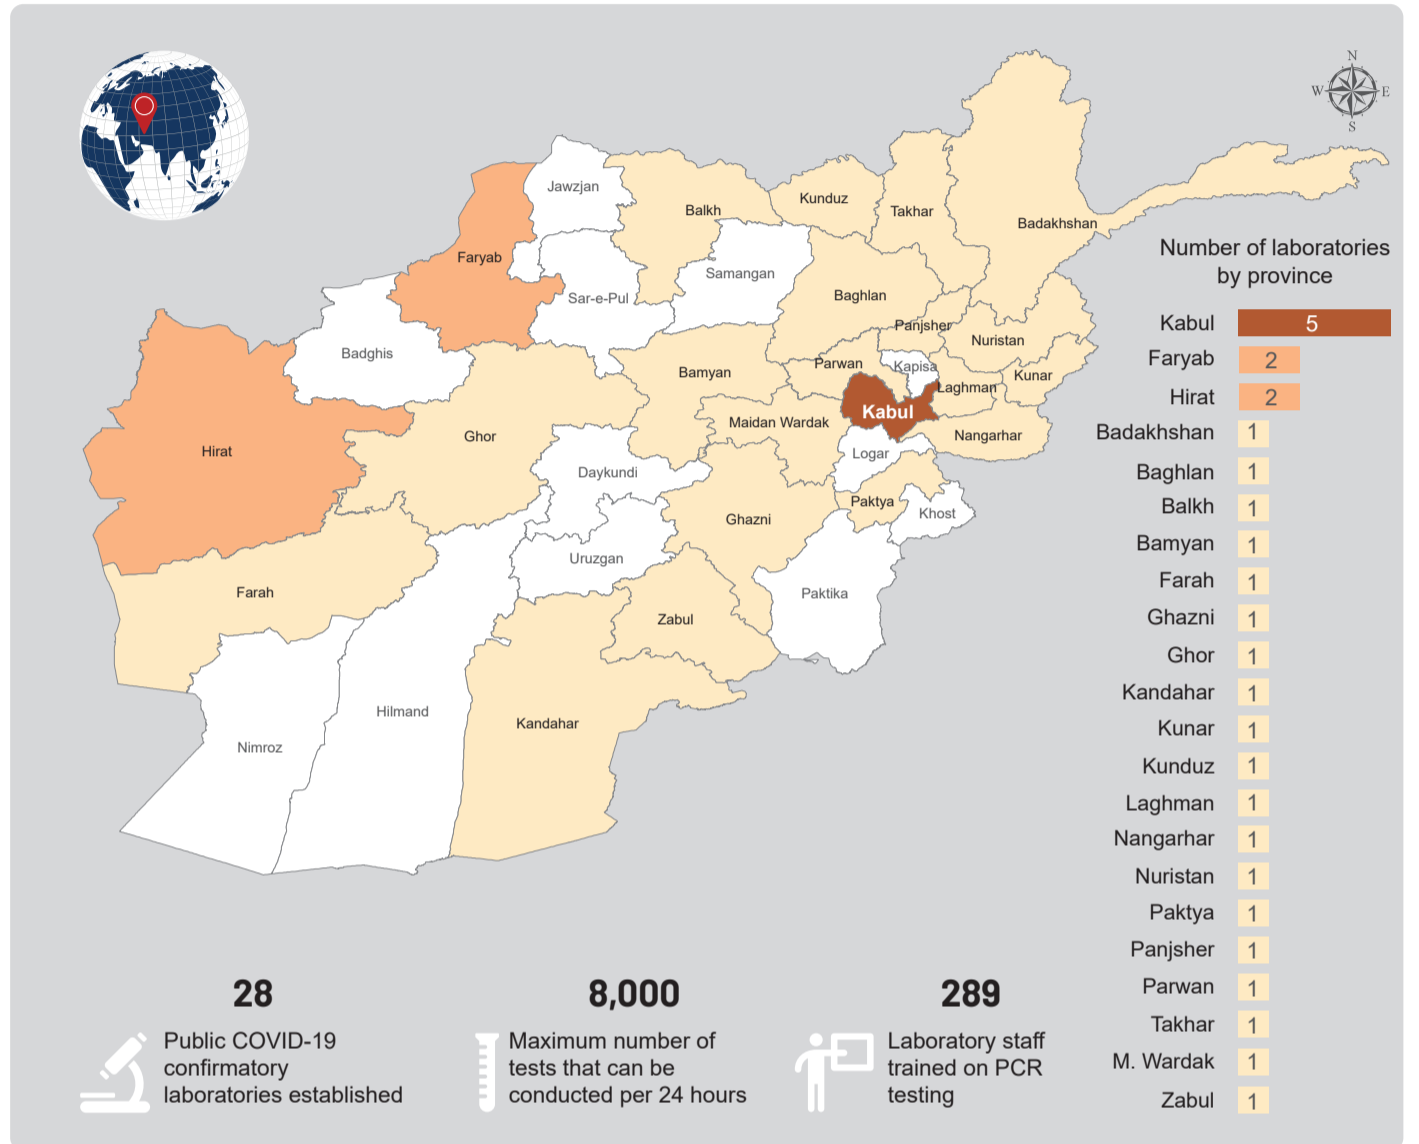 N
W
E
S
Jawzjan
Balkh
Kunduz
Takhar
Badakhshan
Faryab
Sar-e-Pul
Samangan
Baghlan
Panjsher
Nuristan
Badghis
Bamyan
Parwan
Kapisa
Laghman
Kunar
Kabul
Hirat
Ghor
Maidan Wardak
Nangarhar
Logar
Daykundi
Ghazni
Paktya
Khost
Uruzgan
Farah
Zabul
Paktika
Nimroz
Hilmand
Kandahar
Number of laboratories
by province
Kabul 5
Faryab 2
Hirat 2
Badakhshan 1
Baghlan 1
Balkh 1
Bamyan 1
Farah 1
Ghazni 1
Ghor 1
Kandahar 1
Kunar 1
Kunduz 1
Laghman 1
Nangarhar 1
Nuristan 1
Paktya 1
Panjsher 1
Parwan 1
Takhar 1
M. Wardak 1
Zabul 1
28
Public COVID-19
confirmatory
laboratories established
8,000
Maximum number of
tests that can be
conducted per 24 hours
289
Laboratory staff
trained on PCR
testing